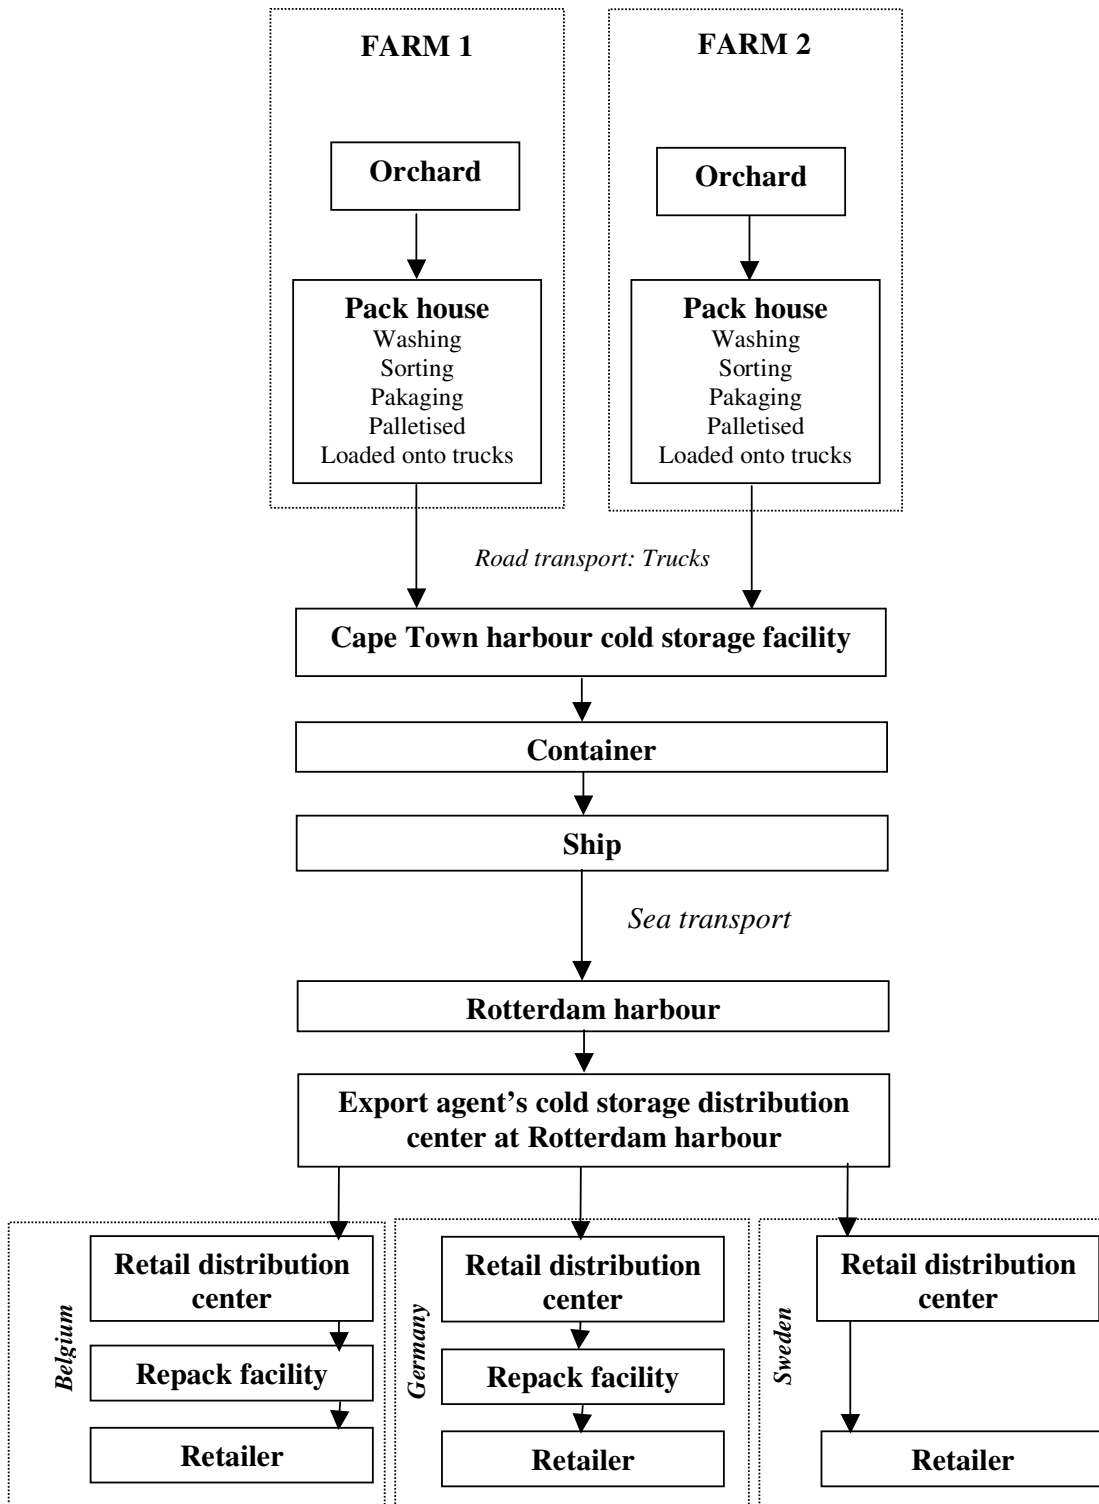 FARM 1
Orchard
Pack house
Washing
Sorting
Pakaging
Palletised
Loaded onto trucks
FARM 2
Orchard
Pack house
Washing
Sorting
Pakaging
Palletised
Loaded onto trucks
Road transport: Trucks
Cape Town harbour cold storage facility
Container
Ship
Sea transport
Rotterdam harbour
Export agent's cold storage distribution
center at Rotterdam harbour
Belgium
Retail distribution
center
Repack facility
Retailer
Germany
Retail distribution
center
Repack facility
Retailer
Sweden
Retail distribution
center
Retailer